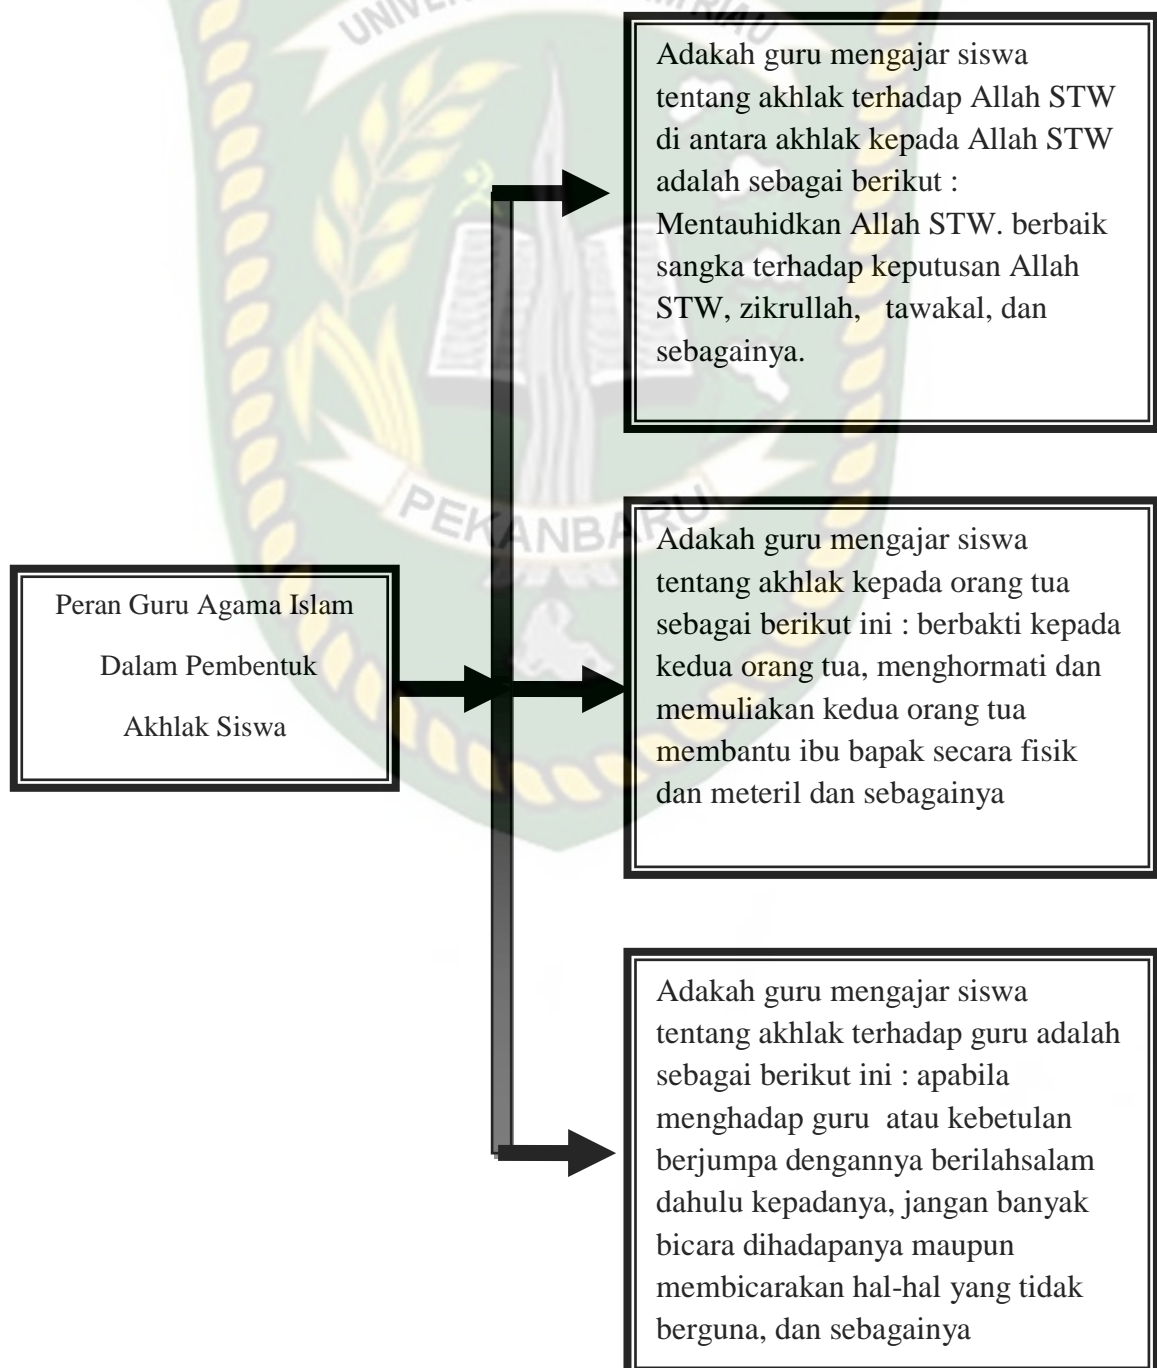 UNIVER
RIAU
PEKANBARU
Peran Guru Agama Islam
Dalam Pembentuk
Akhlak Siswa
Adakah guru mengajar siswa
tentang akhlak terhadap Allah STW
di antara akhlak kepada Allah STW
adalah sebagai berikut :
Mentauhidkan Allah STW. berbaik
sangka terhadap keputusan Allah
STW, zikrullah, tawakal, dan
sebagainya.
Adakah guru mengajar siswa
tentang akhlak kepada orang tua
sebagai berikut ini : berbakti kepada
kedua orang tua, menghormati dan
memuliakan kedua orang tua
membantu ibu bapak secara fisik
dan meteril dan sebagainya
Adakah guru mengajar siswa
tentang akhlak terhadap guru adalah
sebagai berikut ini : apabila
menghadap guru atau kebetulan
berjumpa dengannya berilahsalam
dahulu kepadanya, jangan banyak
bicara dihadapanya maupun
membicarakan hal-hal yang tidak
berguna, dan sebagainya